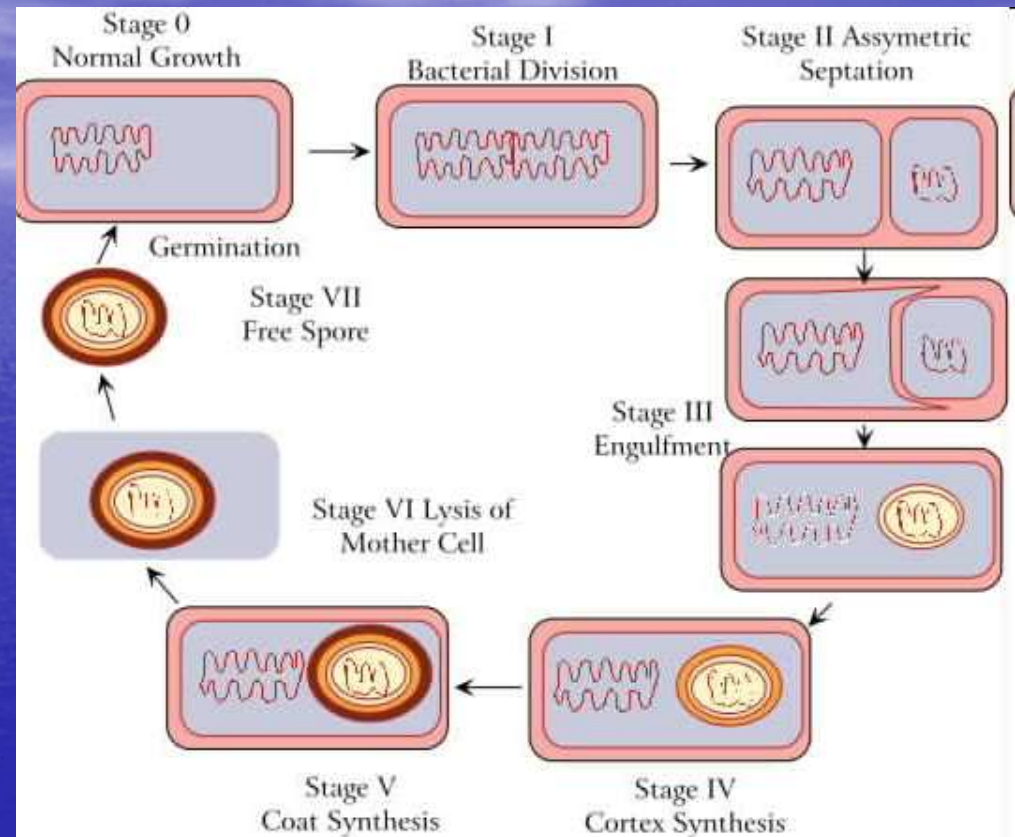 Stage 0
Normal Growth
Stage I
Bacterial Division
Stage II Assymetric
Septation
Germination
Stage VII
Free Spore
Stage III
Engulfment
Stage VI Lysis of
Mother Cell
Stage V
Coat Synthesis
Stage IV
Cortex Synthesis